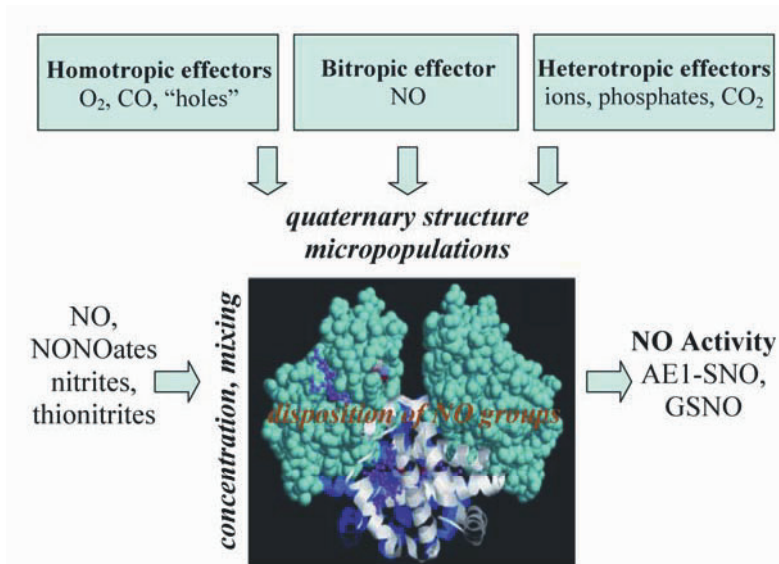 Homotropic effectors
O₂, CO, “holes”
Bitropic effector
NO
Heterotropic effectors
ions, phosphates, CO₂
quaternary structure
micropopulations
NO,
NONOates
nitrites,
thionitrites
concentration, mixing
disposition of NO groups
NO Activity
AE1-SNO,
GSNO